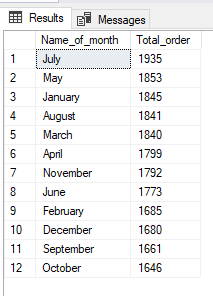 Results Messages
Name_of_month Total_order
1 July 1935
2 May 1853
3 January 1845
4 August 1841
5 March 1840
6 April 1799
7 November 1792
8 June 1773
9 February 1685
10 December 1680
11 September 1661
12 October 1646